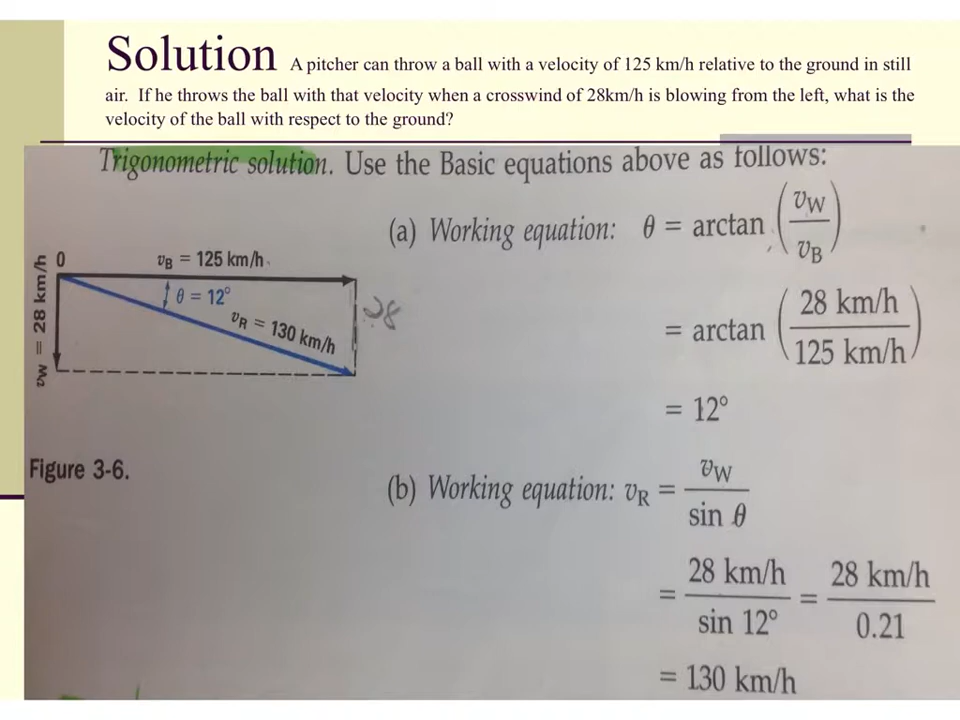 Solution A pitcher can throw a ball with a velocity of 125 km/h relative to the ground in still
air. If he throws the ball with that velocity when a crosswind of 28km/h is blowing from the left, what is the
velocity of the ball with respect to the ground?
Trigonometric solution. Use the Basic equations above as follows:
(a) Working equation: θ = arctan (vW / vB)
= arctan (28 km/h / 125 km/h)
= 12°
0
vB = 125 km/h
vW = 28 km/h
θ = 12°
vR = 130 km/h
28
Figure 3-6.
(b) Working equation: vR = vW / sin θ
= 28 km/h / sin 12° = 28 km/h / 0.21
= 130 km/h